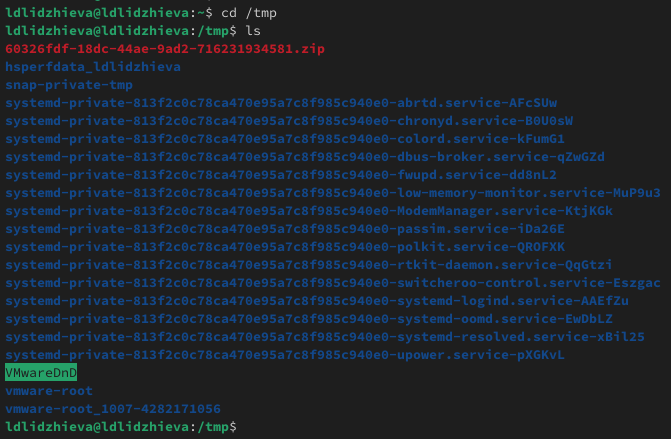 ldlidzhieva@ldlidzhieva:~$ cd /tmp
ldlidzhieva@ldlidzhieva:/tmp$ ls
60326fdf-18dc-44ae-9ad2-716231934581.zip
hsperfdata_ldlidzhieva
snap-private-tmp
systemd-private-813f2c0c78ca470e95a7c8f985c940e0-abrtd.service-AFcSUw
systemd-private-813f2c0c78ca470e95a7c8f985c940e0-chronyd.service-B0U0sW
systemd-private-813f2c0c78ca470e95a7c8f985c940e0-colord.service-kFumG1
systemd-private-813f2c0c78ca470e95a7c8f985c940e0-dbus-broker.service-qZwGZd
systemd-private-813f2c0c78ca470e95a7c8f985c940e0-fwupd.service-dd8nL2
systemd-private-813f2c0c78ca470e95a7c8f985c940e0-low-memory-monitor.service-MuP9u3
systemd-private-813f2c0c78ca470e95a7c8f985c940e0-ModemManager.service-KtjKGk
systemd-private-813f2c0c78ca470e95a7c8f985c940e0-passim.service-iDa26E
systemd-private-813f2c0c78ca470e95a7c8f985c940e0-polkit.service-QROFXK
systemd-private-813f2c0c78ca470e95a7c8f985c940e0-rtkit-daemon.service-QqGtzi
systemd-private-813f2c0c78ca470e95a7c8f985c940e0-switcheroo-control.service-Eszgac
systemd-private-813f2c0c78ca470e95a7c8f985c940e0-systemd-logind.service-AAEfZu
systemd-private-813f2c0c78ca470e95a7c8f985c940e0-systemd-oomd.service-EwDbLZ
systemd-private-813f2c0c78ca470e95a7c8f985c940e0-systemd-resolved.service-xBil25
systemd-private-813f2c0c78ca470e95a7c8f985c940e0-upower.service-pXGKvL
VMwareDnD
vmware-root
vmware-root_1007-4282171056
ldlidzhieva@ldlidzhieva:/tmp$